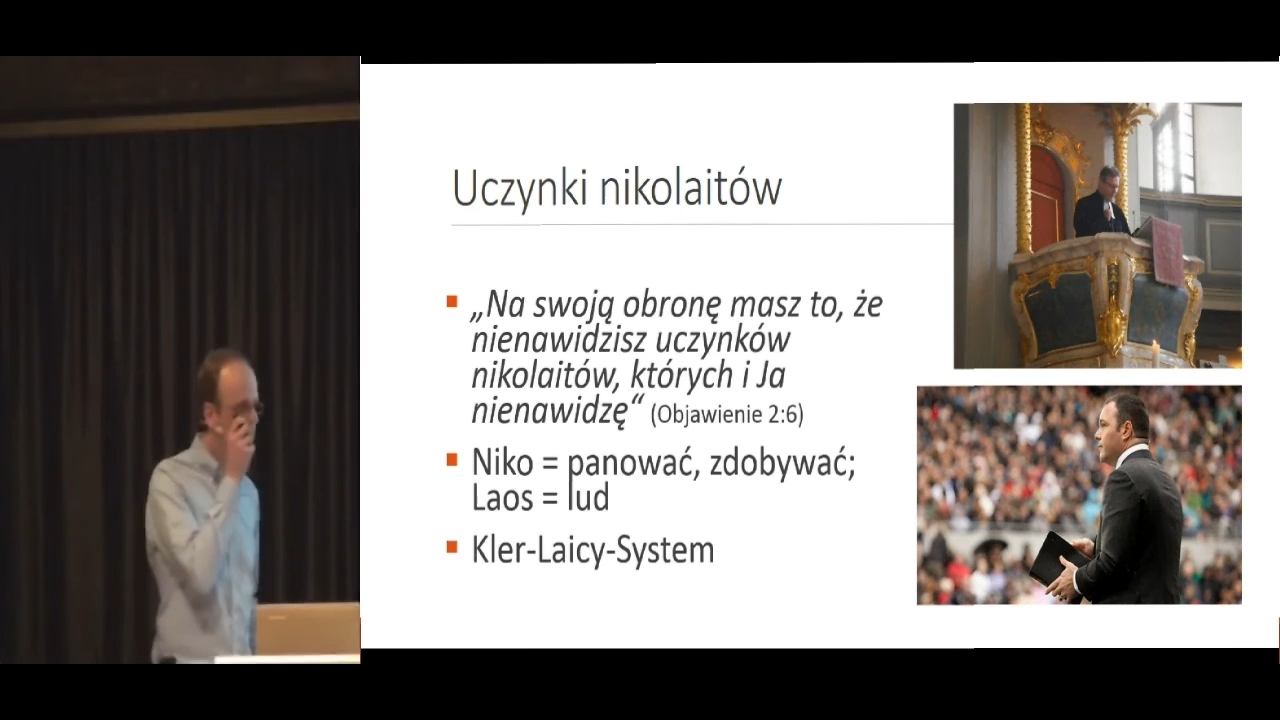 Uczynki nikolaitów
„Na swoją obronę masz to, że
nienawidzisz uczynków
nikolaitów, których i Ja
nienawidzę“ (Objawienie 2:6)
Niko = panować, zdobywać;
Laos = lud
Kler-Laicy-System